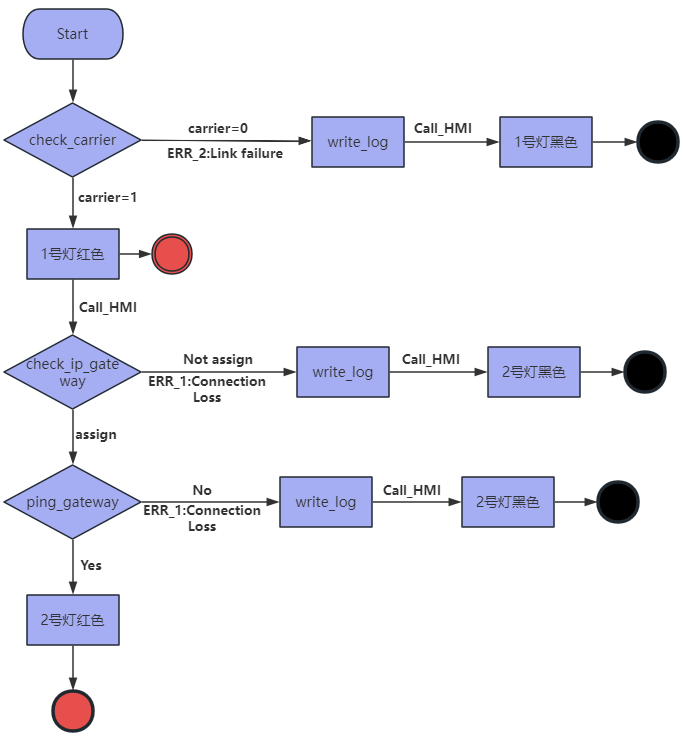 Start
check_carrier
carrier=0
ERR_2:Link failure
write_log
Call_HMI
1号灯黑色
carrier=1
1号灯红色
Call_HMI
check_ip_gate
way
Not assign
ERR_1:Connection
Loss
write_log
Call_HMI
2号灯黑色
assign
ping_gateway
No
ERR_1:Connection
Loss
write_log
Call_HMI
2号灯黑色
Yes
2号灯红色